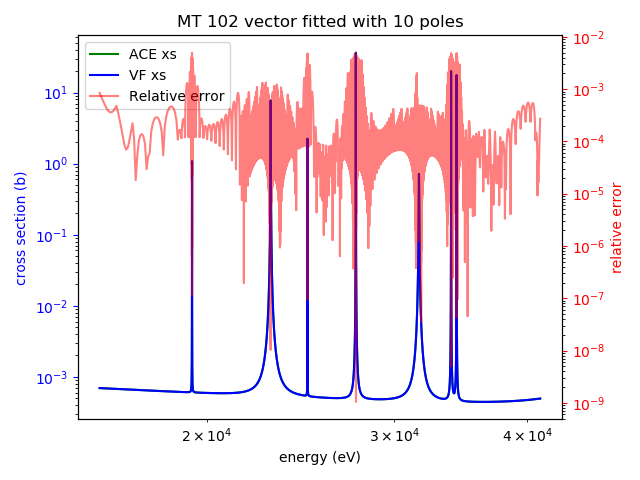 MT 102 vector fitted with 10 poles
ACE xs
VF xs
Relative error
cross section (b)
10¹
10⁰
10⁻¹
10⁻²
10⁻³
10⁻²
10⁻³
10⁻⁴
10⁻⁵
10⁻⁶
10⁻⁷
10⁻⁸
10⁻⁹
relative error
2 × 10⁴ 3 × 10⁴ 4 × 10⁴
energy (eV)